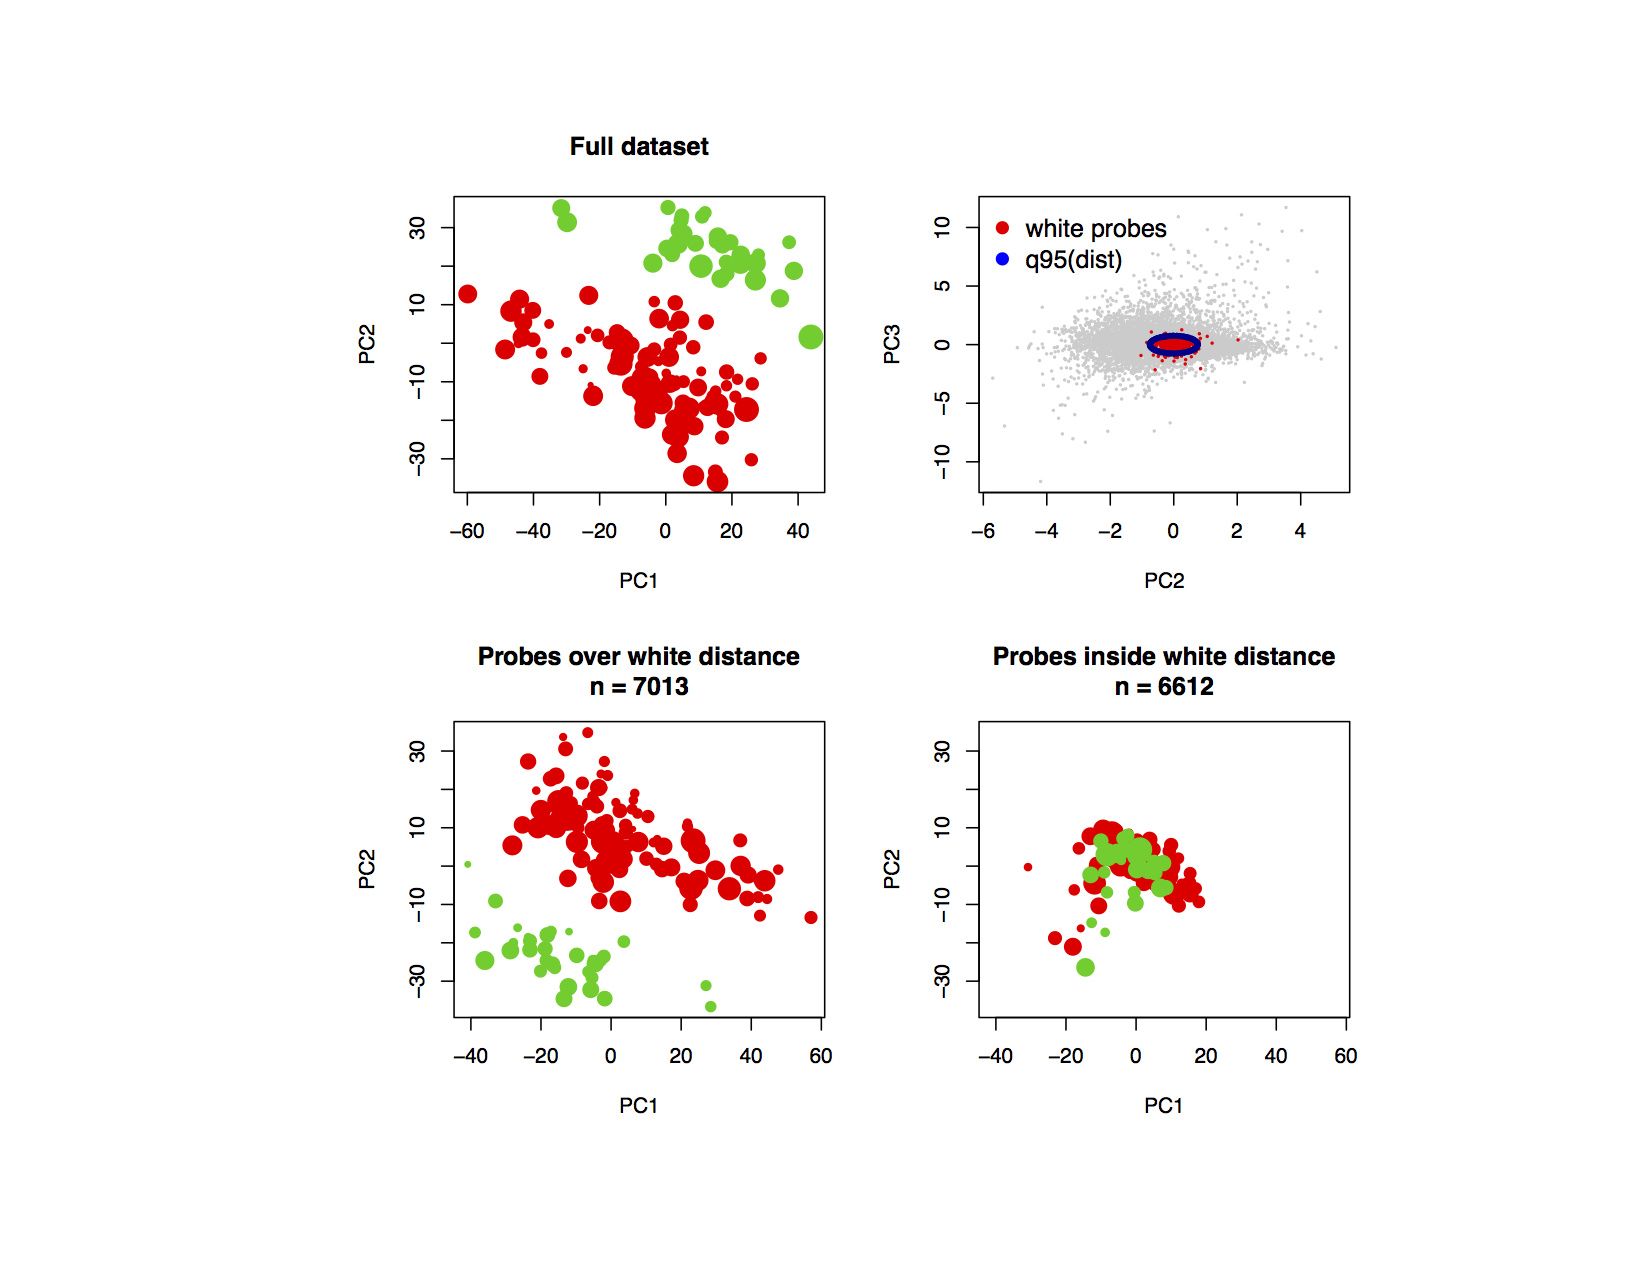 Full dataset
PC2
30
10
−10
−30
−60 −40 −20 0 20 40
PC1
white probes
q95(dist)
PC3
10
5
0
−5
−10
−6 −4 −2 0 2 4
PC2
Probes over white distance
n = 7013
PC2
30
10
−10
−30
−40 −20 0 20 40 60
PC1
Probes inside white distance
n = 6612
PC2
30
10
−10
−30
−40 −20 0 20 40 60
PC1